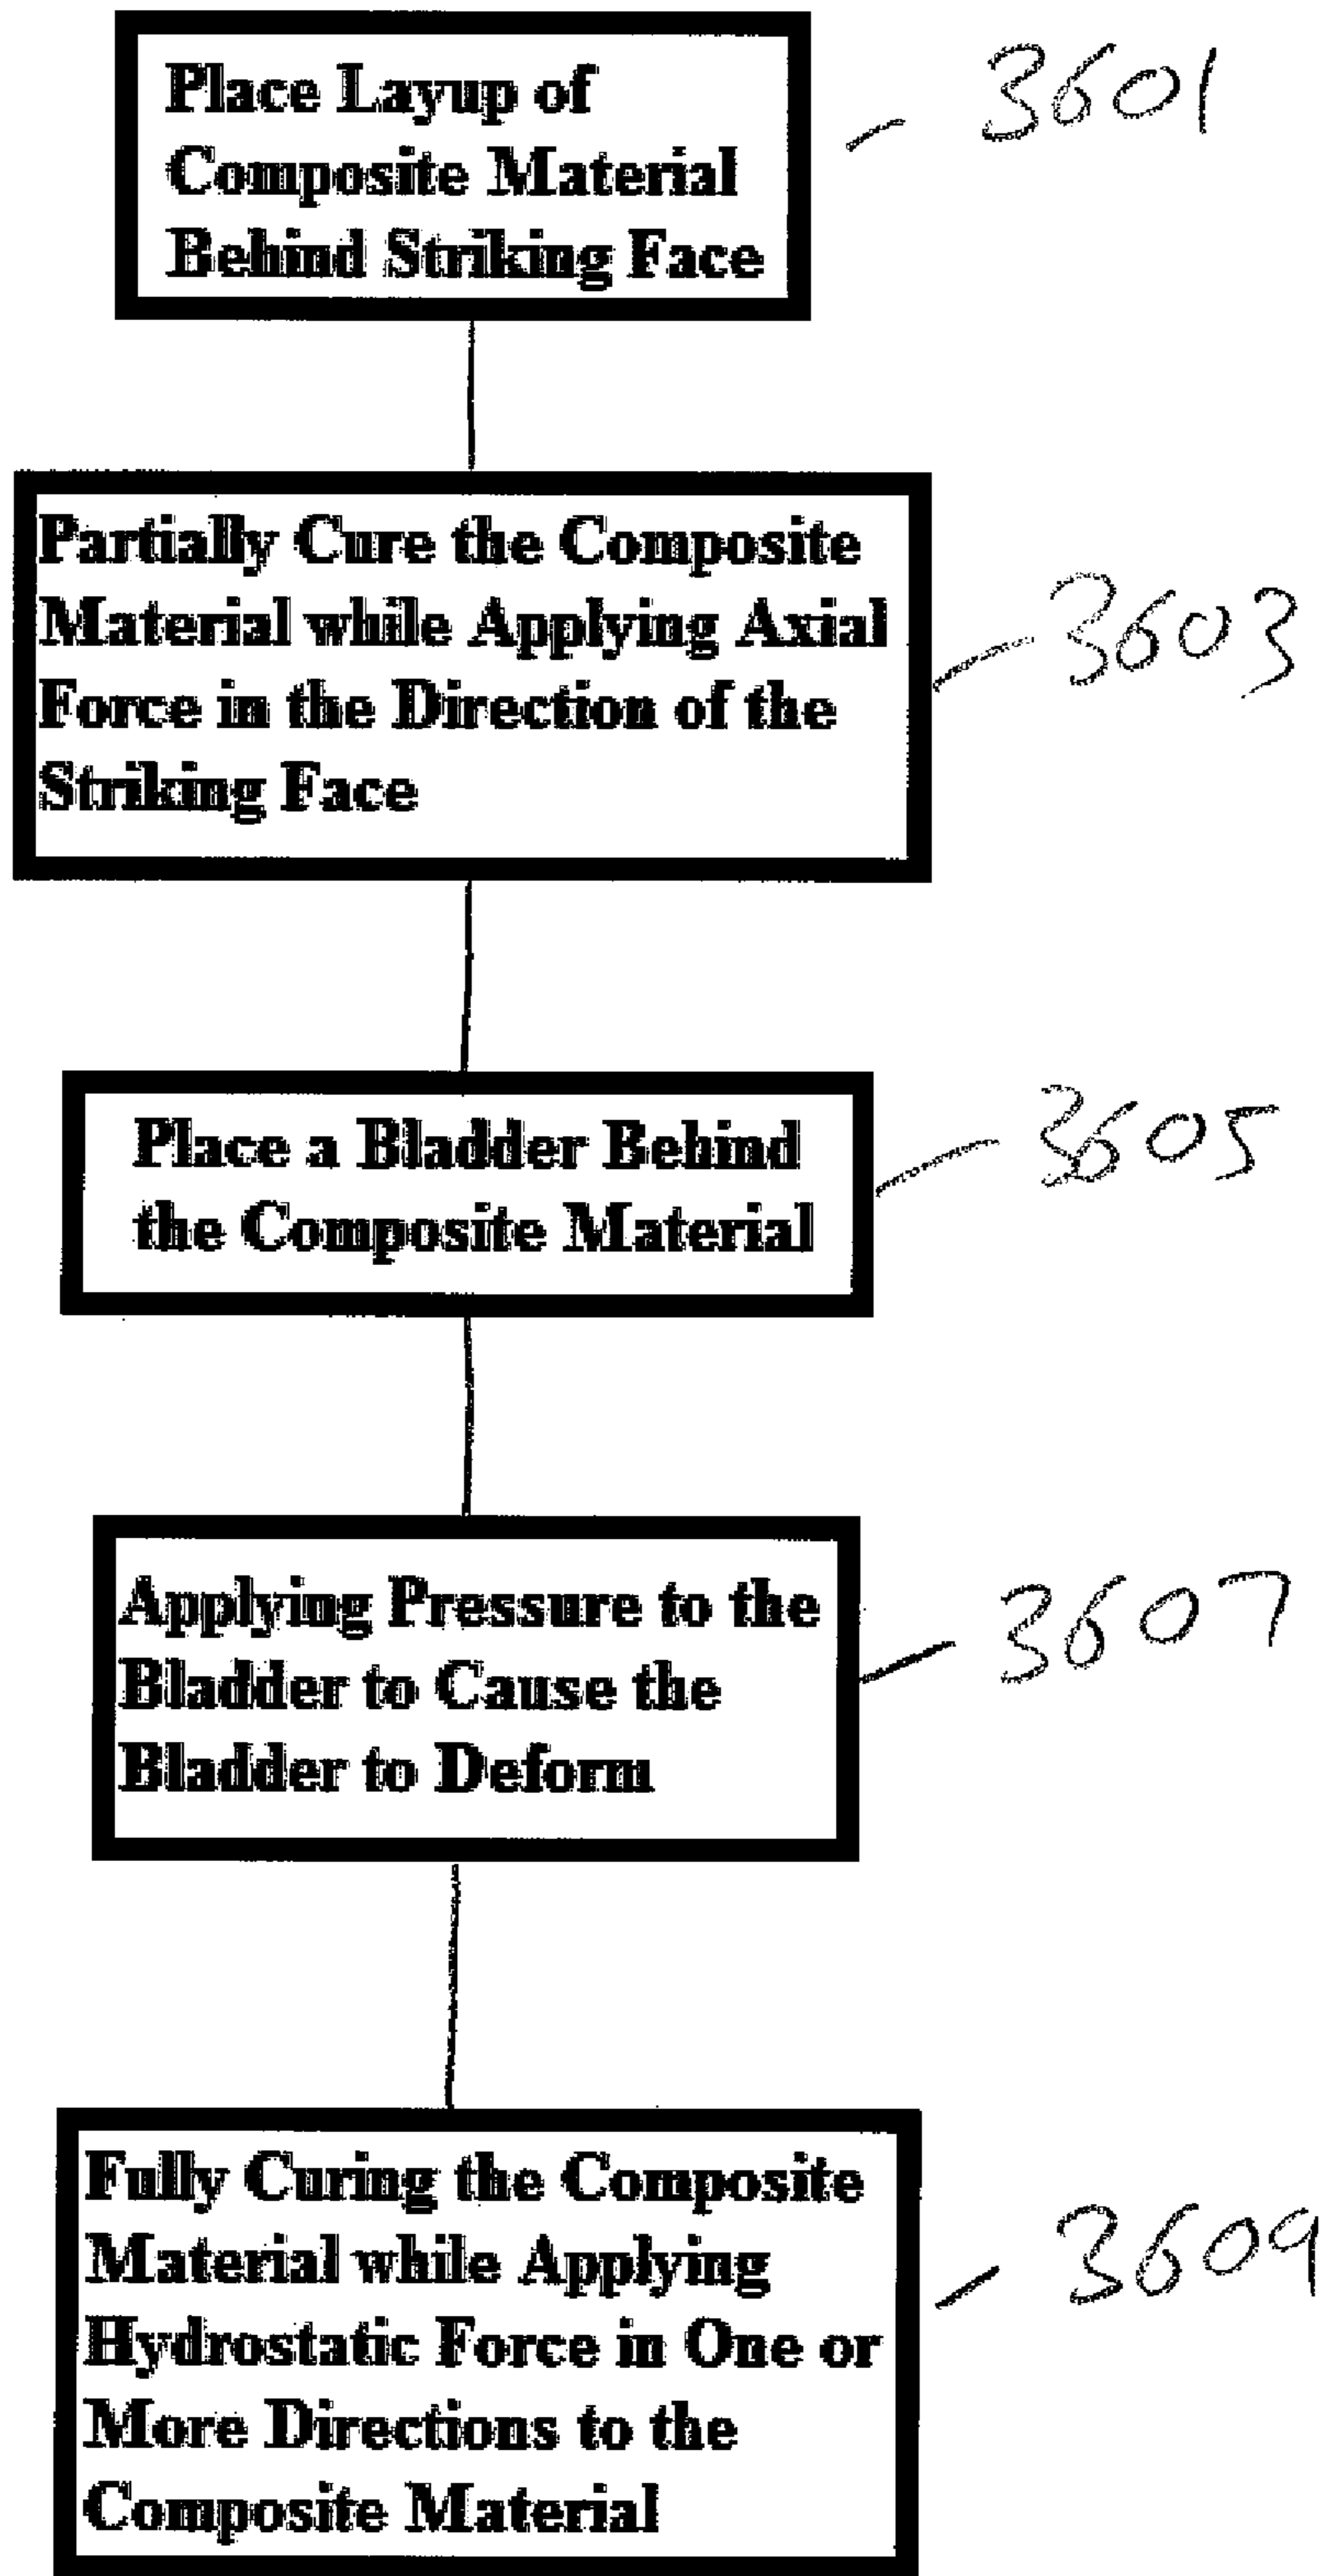 Place Layup of
Composite Material
Behind Striking Face
3601
Partially Cure the Composite
Material while Applying Axial
Force in the Direction of the
Striking Face
3603
Place a Bladder Behind
the Composite Material
3605
Applying Pressure to the
Bladder to Cause the
Bladder to Deform
3607
Fully Curing the Composite
Material while Applying
Hydrostatic Force in One or
More Directions to the
Composite Material
3609